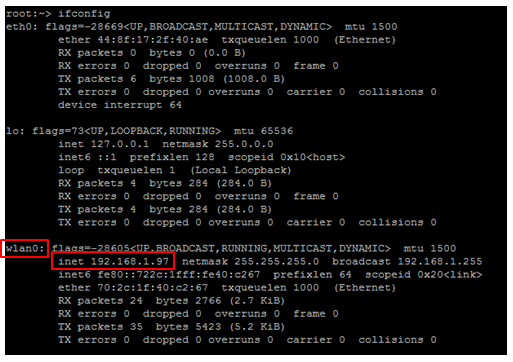 root:~> ifconfig
eth0: flags=-28669<UP,BROADCAST,MULTICAST,DYNAMIC>  mtu 1500
ether 44:8f:17:2f:40:ae  txqueuelen 1000  (Ethernet)
RX packets 0  bytes 0 (0.0 B)
RX errors 0  dropped 0  overruns 0  frame 0
TX packets 6  bytes 1008 (1008.0 B)
TX errors 0  dropped 0 overruns 0  carrier 0  collisions 0
device interrupt 64
lo: flags=73<UP,LOOPBACK,RUNNING>  mtu 65536
inet 127.0.0.1  netmask 255.0.0.0
inet6 ::1  prefixlen 128  scopeid 0x10<host>
loop  txqueuelen 1  (Local Loopback)
RX packets 4  bytes 284 (284.0 B)
RX errors 0  dropped 0  overruns 0  frame 0
TX packets 4  bytes 284 (284.0 B)
TX errors 0  dropped 0 overruns 0  carrier 0  collisions 0
wlan0: flags=-28605<UP,BROADCAST,RUNNING,MULTICAST,DYNAMIC>  mtu 1500
inet 192.168.1.97  netmask 255.255.255.0  broadcast 192.168.1.255
inet6 fe80::722c:1fff:fe40:c267  prefixlen 64  scopeid 0x20<link>
ether 70:2c:1f:40:c2:67  txqueuelen 1000  (Ethernet)
RX packets 24  bytes 2766 (2.7 KiB)
RX errors 0  dropped 0  overruns 0  frame 0
TX packets 35  bytes 5423 (5.2 KiB)
TX errors 0  dropped 0 overruns 0  carrier 0  collisions 0